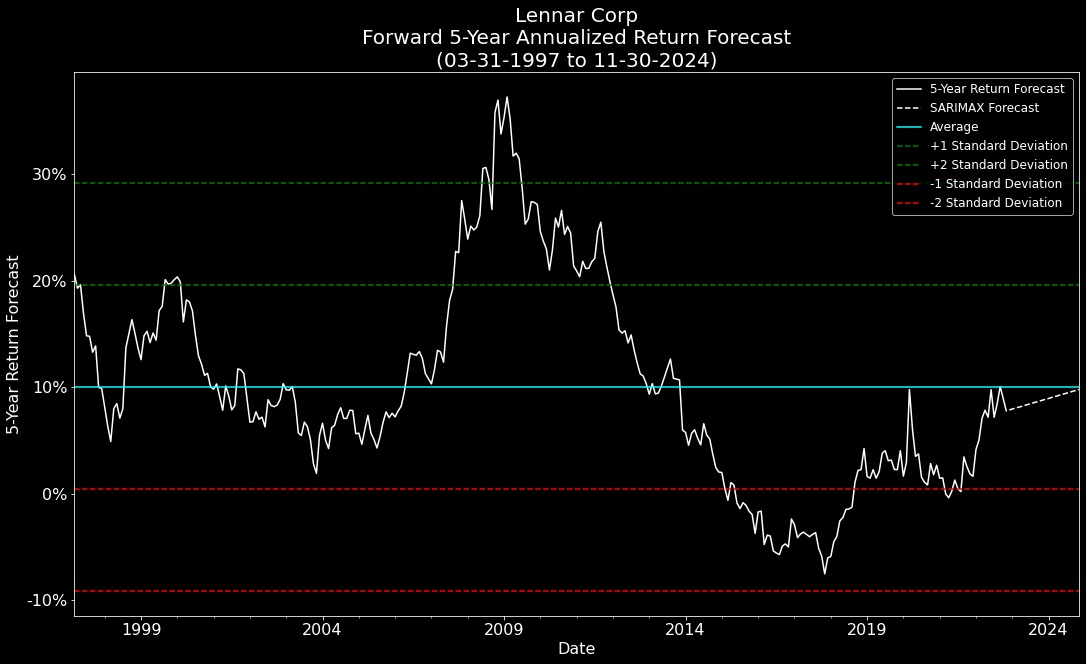 Lennar Corp
Forward 5-Year Annualized Return Forecast
(03-31-1997 to 11-30-2024)
5-Year Return Forecast
SARIMAX Forecast
Average
+1 Standard Deviation
+2 Standard Deviation
-1 Standard Deviation
-2 Standard Deviation
5-Year Return Forecast
30%
20%
10%
0%
-10%
1999
2004
2009
2014
2019
2024
Date